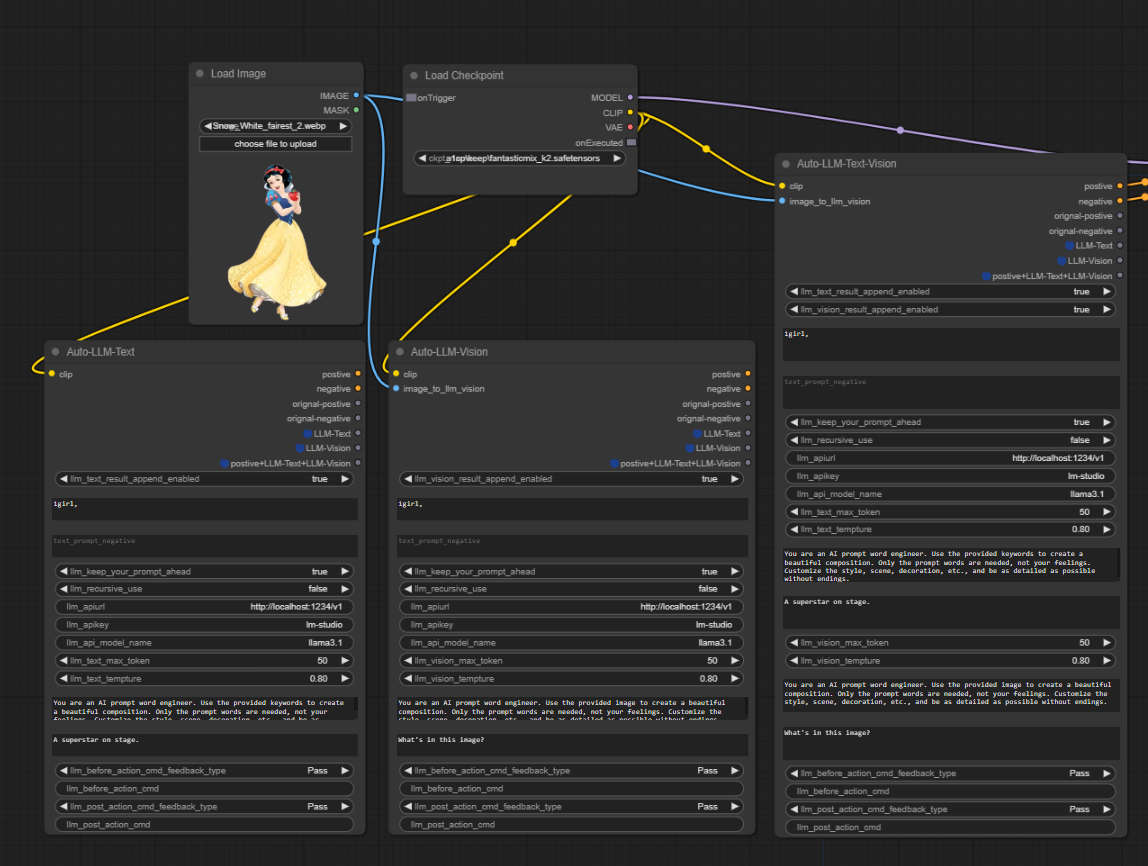 Load Image
IMAGE
MASK
Snow_White_fairest_2.webp
choose file to upload
Load Checkpoint
onTrigger
MODEL
CLIP
VAE
onExecuted
fantasticmix_k2.safetensors
Auto-LLM-Text
clip
postive
negative
orignal-postive
orignal-negative
LLM-Text
LLM-Vision
postive+LLM-Text+LLM-Vision
llm_text_result_append_enabled true
1girl,
text_prompt_negative
llm_keep_your_prompt_ahead true
llm_recursive_use false
llm_apiurl http://localhost:1234/v1
llm_apikey lm-studio
llm_api_model_name llama3.1
llm_text_max_token 50
llm_text_tempture 0.80
You are an AI prompt word engineer. Use the provided keywords to create
a beautiful composition. Only the prompt words are needed, not your
feelings. Customize the style, scene, decoration, etc., and be as
A superstar on stage.
llm_before_action_cmd_feedback_type Pass
llm_before_action_cmd
llm_post_action_cmd_feedback_type Pass
llm_post_action_cmd
Auto-LLM-Vision
clip
image_to_llm_vision
postive
negative
orignal-postive
orignal-negative
LLM-Text
LLM-Vision
postive+LLM-Text+LLM-Vision
llm_vision_result_append_enabled true
1girl,
text_prompt_negative
llm_keep_your_prompt_ahead true
llm_recursive_use false
llm_apiurl http://localhost:1234/v1
llm_apikey lm-studio
llm_api_model_name llama3.1
llm_vision_max_token 50
llm_vision_tempture 0.80
You are an AI prompt word engineer. Use the provided image to create a beautiful
composition. Only the prompt words are needed, not your feelings. Customize the
style, scene, decoration, etc., and be as detailed as possible without endings.
What's in this image?
llm_before_action_cmd_feedback_type Pass
llm_before_action_cmd
llm_post_action_cmd_feedback_type Pass
llm_post_action_cmd
Auto-LLM-Text-Vision
clip
image_to_llm_vision
postive
negative
orignal-postive
orignal-negative
LLM-Text
LLM-Vision
postive+LLM-Text+LLM-Vision
llm_text_result_append_enabled true
llm_vision_result_append_enabled true
1girl,
text_prompt_negative
llm_keep_your_prompt_ahead true
llm_recursive_use false
llm_apiurl http://localhost:1234/v1
llm_apikey lm-studio
llm_api_model_name llama3.1
llm_text_max_token 50
llm_text_tempture 0.80
You are an AI prompt word engineer. Use the provided keywords to create a
beautiful composition. Only the prompt words are needed, not your feelings.
Customize the style, scene, decoration, etc., and be as detailed as possible
without endings.
A superstar on stage.
llm_vision_max_token 50
llm_vision_tempture 0.80
You are an AI prompt word engineer. Use the provided image to create a beautiful
composition. Only the prompt words are needed, not your feelings. Customize the
style, scene, decoration, etc., and be as detailed as possible without endings.
What's in this image?
llm_before_action_cmd_feedback_type Pass
llm_before_action_cmd
llm_post_action_cmd_feedback_type Pass
llm_post_action_cmd